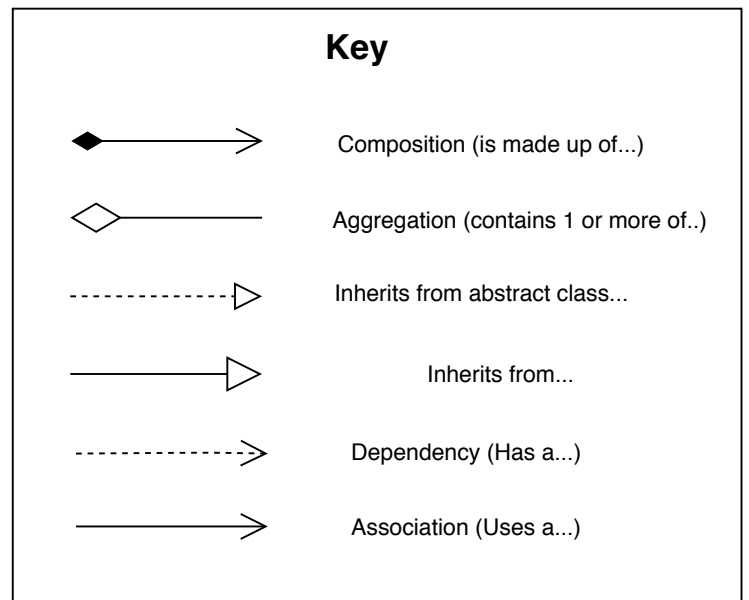 Key
Composition (is made up of...)
Aggregation (contains 1 or more of..)
Inherits from abstract class...
Inherits from...
Dependency (Has a...)
Association (Uses a...)